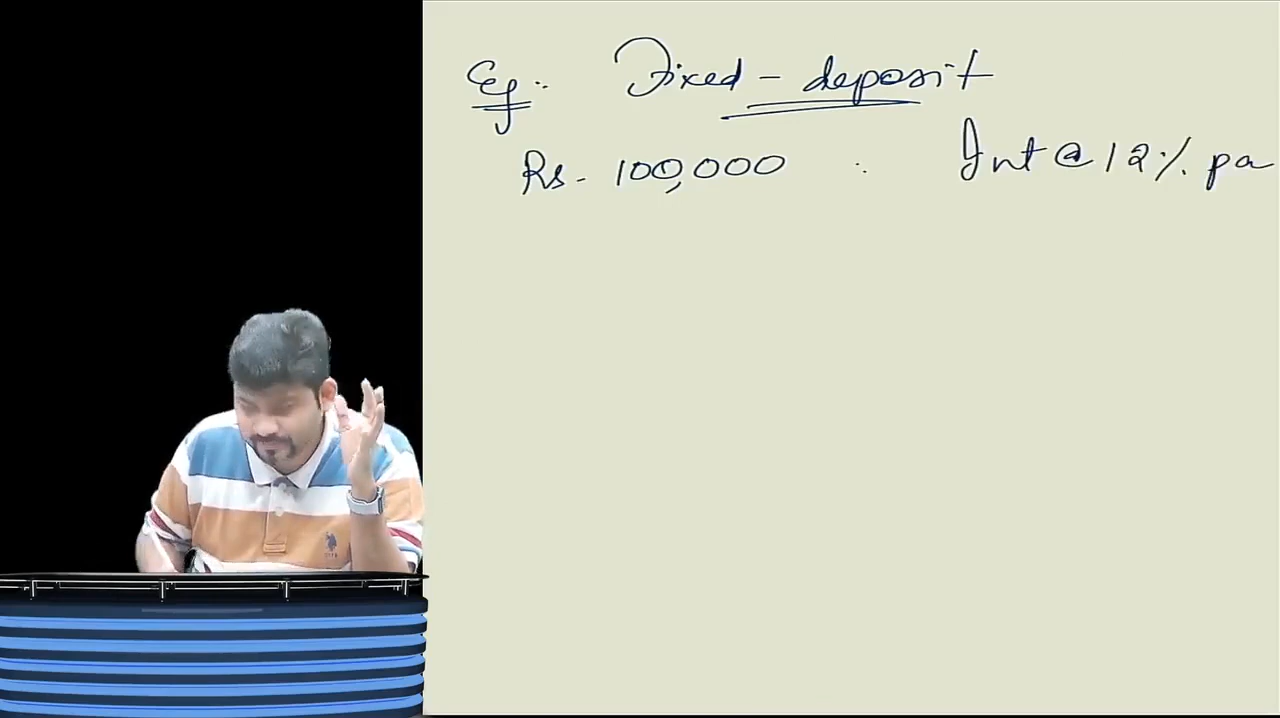 Eg:
Fixed - deposit
Rs. 100,000 : Int @ 12% pa